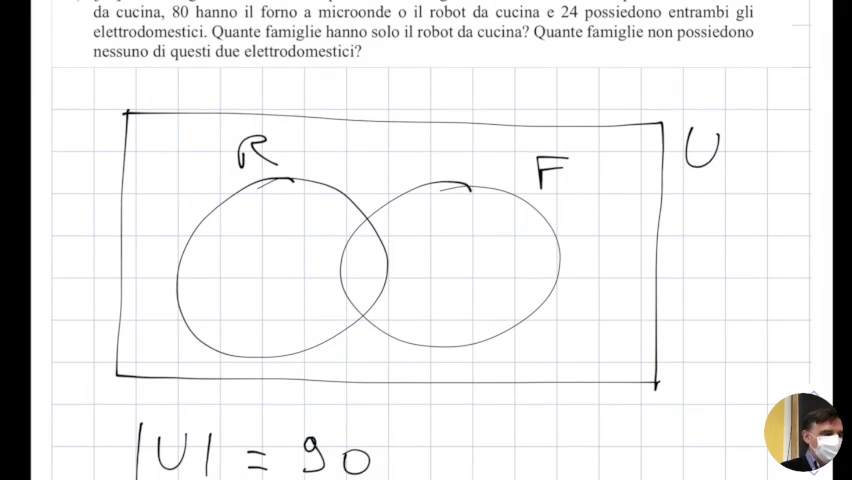 da cucina, 80 hanno il forno a microonde o il robot da cucina e 24 possiedono entrambi gli
elettrodomestici. Quante famiglie hanno solo il robot da cucina? Quante famiglie non possiedono
nessuno di questi due elettrodomestici?
R
F
U
|U| = 90